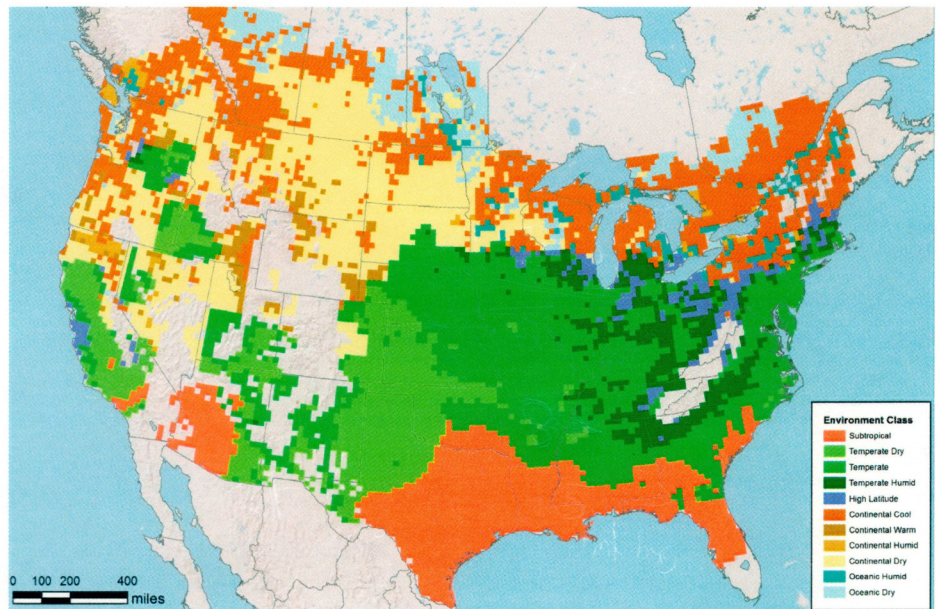 Environment Class
Subtropical
Temperate Dry
Temperate
Temperate Humid
High Latitude
Continental Cool
Continental Warm
Continental Humid
Continental Dry
Oceanic Humid
Oceanic Dry
0 100 200 400
miles